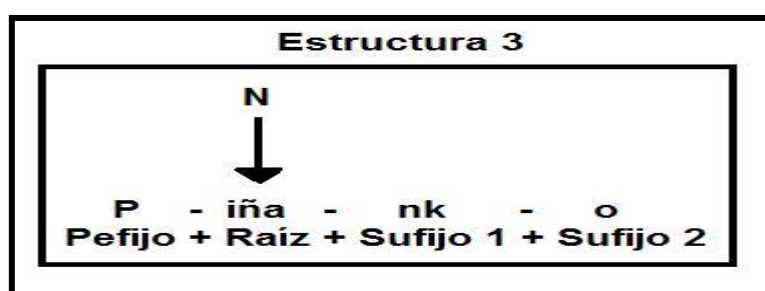 Estructura 3
N
P - iña - nk - o
Pefijo + Raíz + Sufijo 1 + Sufijo 2